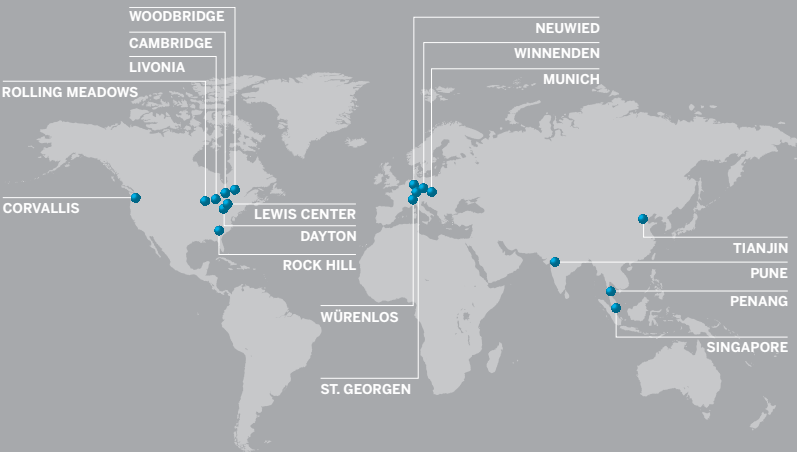 WOODBRIDGE
CAMBRIDGE
LIVONIA
ROLLING MEADOWS
CORVALLIS
LEWIS CENTER
DAYTON
ROCK HILL
NEUWIED
WINNENDEN
MUNICH
WÜRENLOS
ST. GEORGEN
TIANJIN
PUNE
PENANG
SINGAPORE